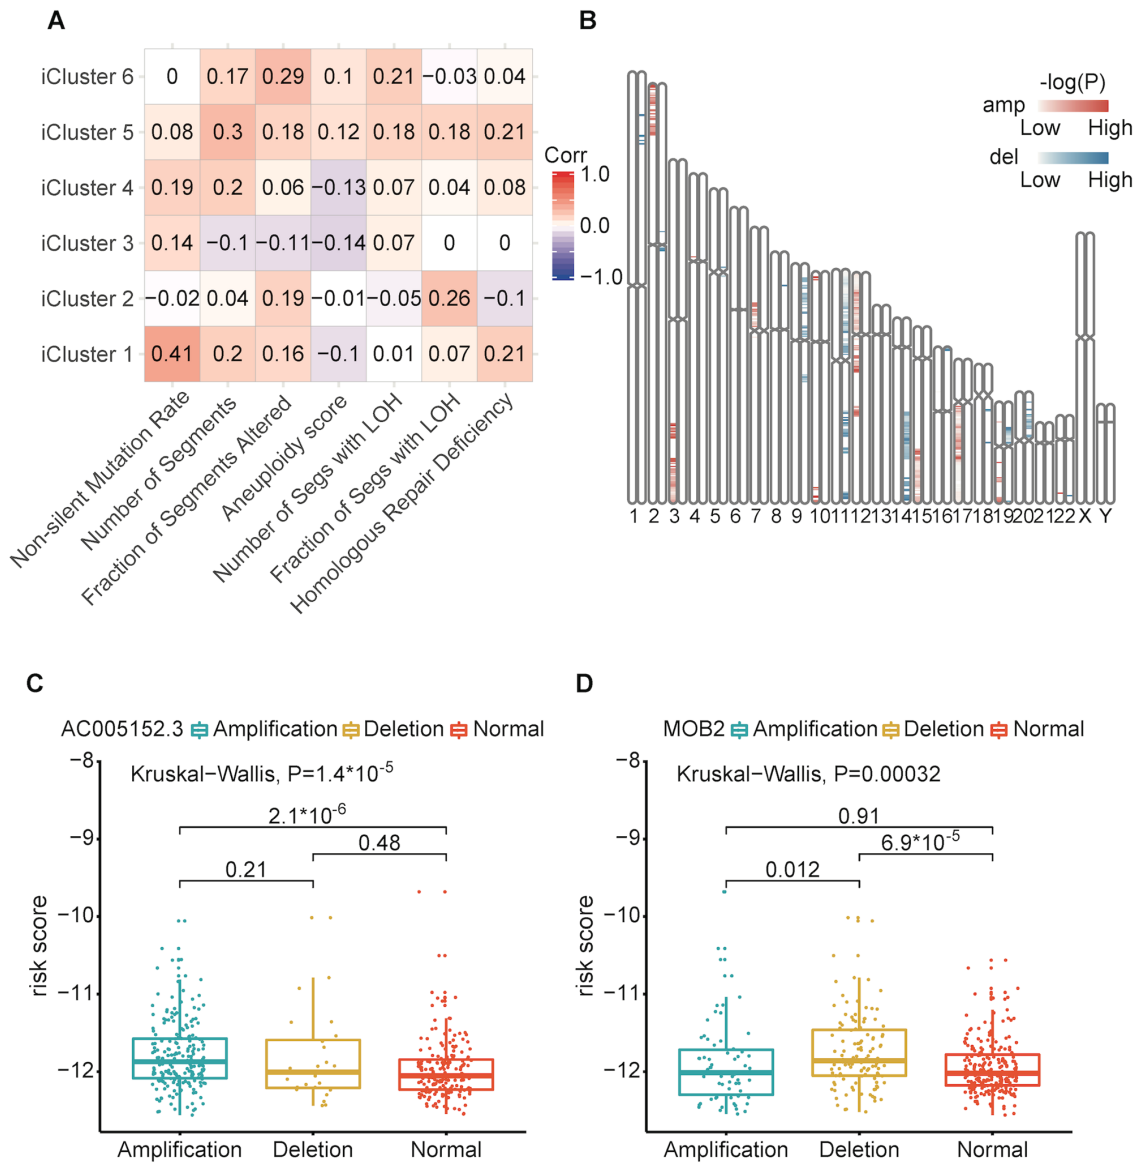 A
iCluster 6 0 0.17 0.29 0.1 0.21 −0.03 0.04
iCluster 5 0.08 0.3 0.18 0.12 0.18 0.18 0.21
iCluster 4 0.19 0.2 0.06 −0.13 0.07 0.04 0.08
iCluster 3 0.14 −0.1 −0.11 −0.14 0.07 0 0
iCluster 2 −0.02 0.04 0.19 −0.01 −0.05 0.26 −0.1
iCluster 1 0.41 0.2 0.16 −0.1 0.01 0.07 0.21
Non-silent Mutation Rate
Number of Segments
Fraction of Segments Altered
Aneuploidy score
Number of Segs with LOH
Fraction of Segs with LOH
Homologous Repair Deficiency
Corr
1.0
0.0
−1.0
B
-log(P)
amp
Low High
del
Low High
1 2 3 4 5 6 7 8 9 10 11 12 13 14 15 16 17 18 19 20 21 22 X Y
C
AC005152.3 Amplification Deletion Normal
Kruskal−Wallis, P=1.4*10-5
2.1*10-6
0.48
0.21
risk score
−8
−9
−10
−11
−12
Amplification Deletion Normal
D
MOB2 Amplification Deletion Normal
Kruskal−Wallis, P=0.00032
0.91
6.9*10-5
0.012
risk score
−8
−9
−10
−11
−12
Amplification Deletion Normal